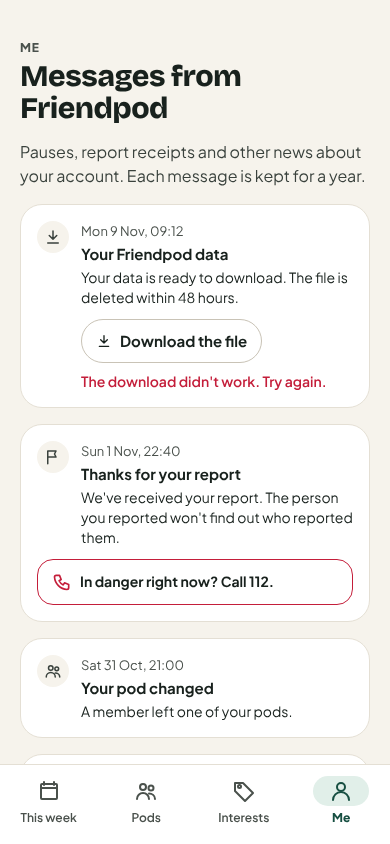 ME
Messages from
Friendpod
Pauses, report receipts and other news about
your account. Each message is kept for a year.
Mon 9 Nov, 09:12
Your Friendpod data
Your data is ready to download. The file is
deleted within 48 hours.
Download the file
The download didn't work. Try again.
Sun 1 Nov, 22:40
Thanks for your report
We've received your report. The person
you reported won't find out who reported
them.
In danger right now? Call 112.
Sat 31 Oct, 21:00
Your pod changed
A member left one of your pods.
This week
Pods
Interests
Me